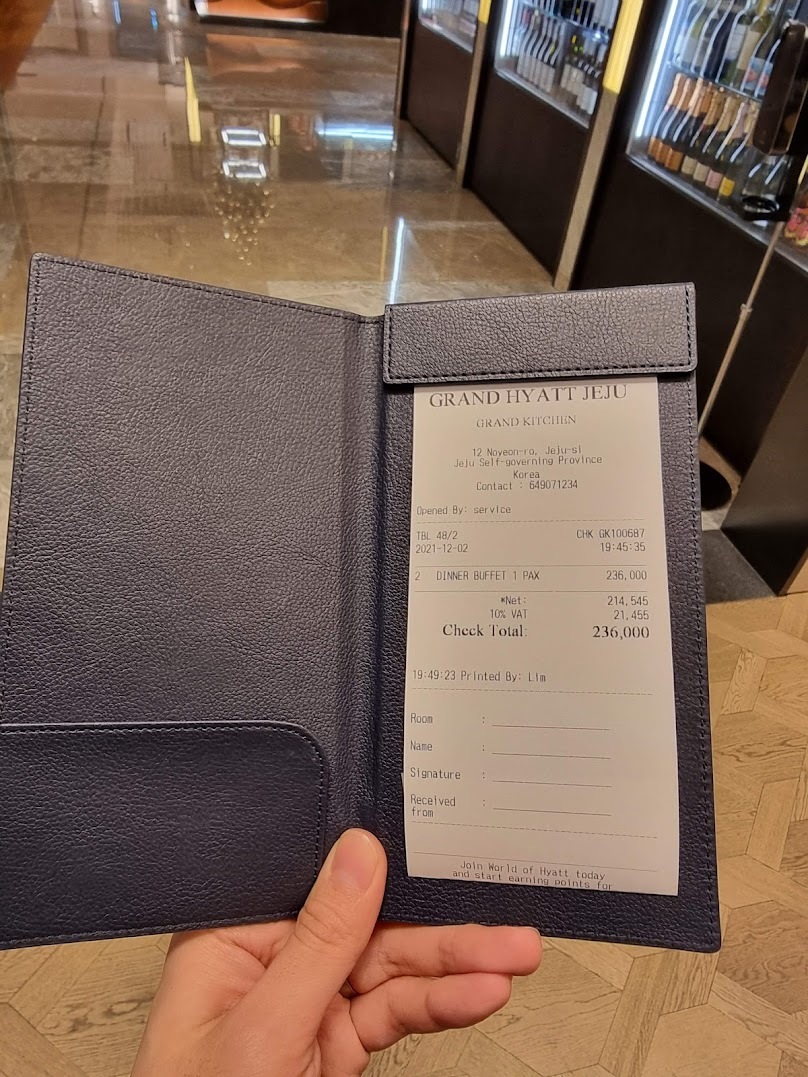 GRAND HYATT JEJU
GRAND KITCHEN
12 Noyeon-ro, Jeju-si
Jeju Self-governing Province
Korea
Contact : 649071234
Opened By: service
TBL 48/2 CHK GK100687
2021-12-02 19:45:35
2 DINNER BUFFET 1 PAX 236,000
*Net: 214,545
10% VAT 21,455
Check Total: 236,000
19:49:23 Printed By: Lim
Room :
Name :
Signature :
Received :
from
Join World of Hyatt today
and start earning points for